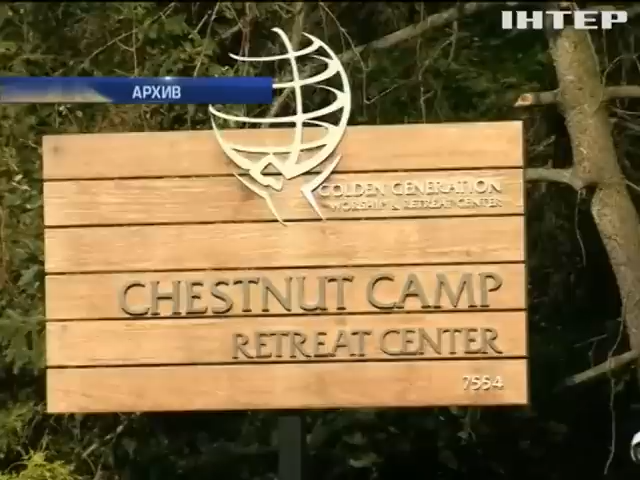 ІНТЕР
АРХИВ
GOLDEN GENERATION
WORSHIP & RETREAT CENTER
CHESTNUT CAMP
RETREAT CENTER
7554